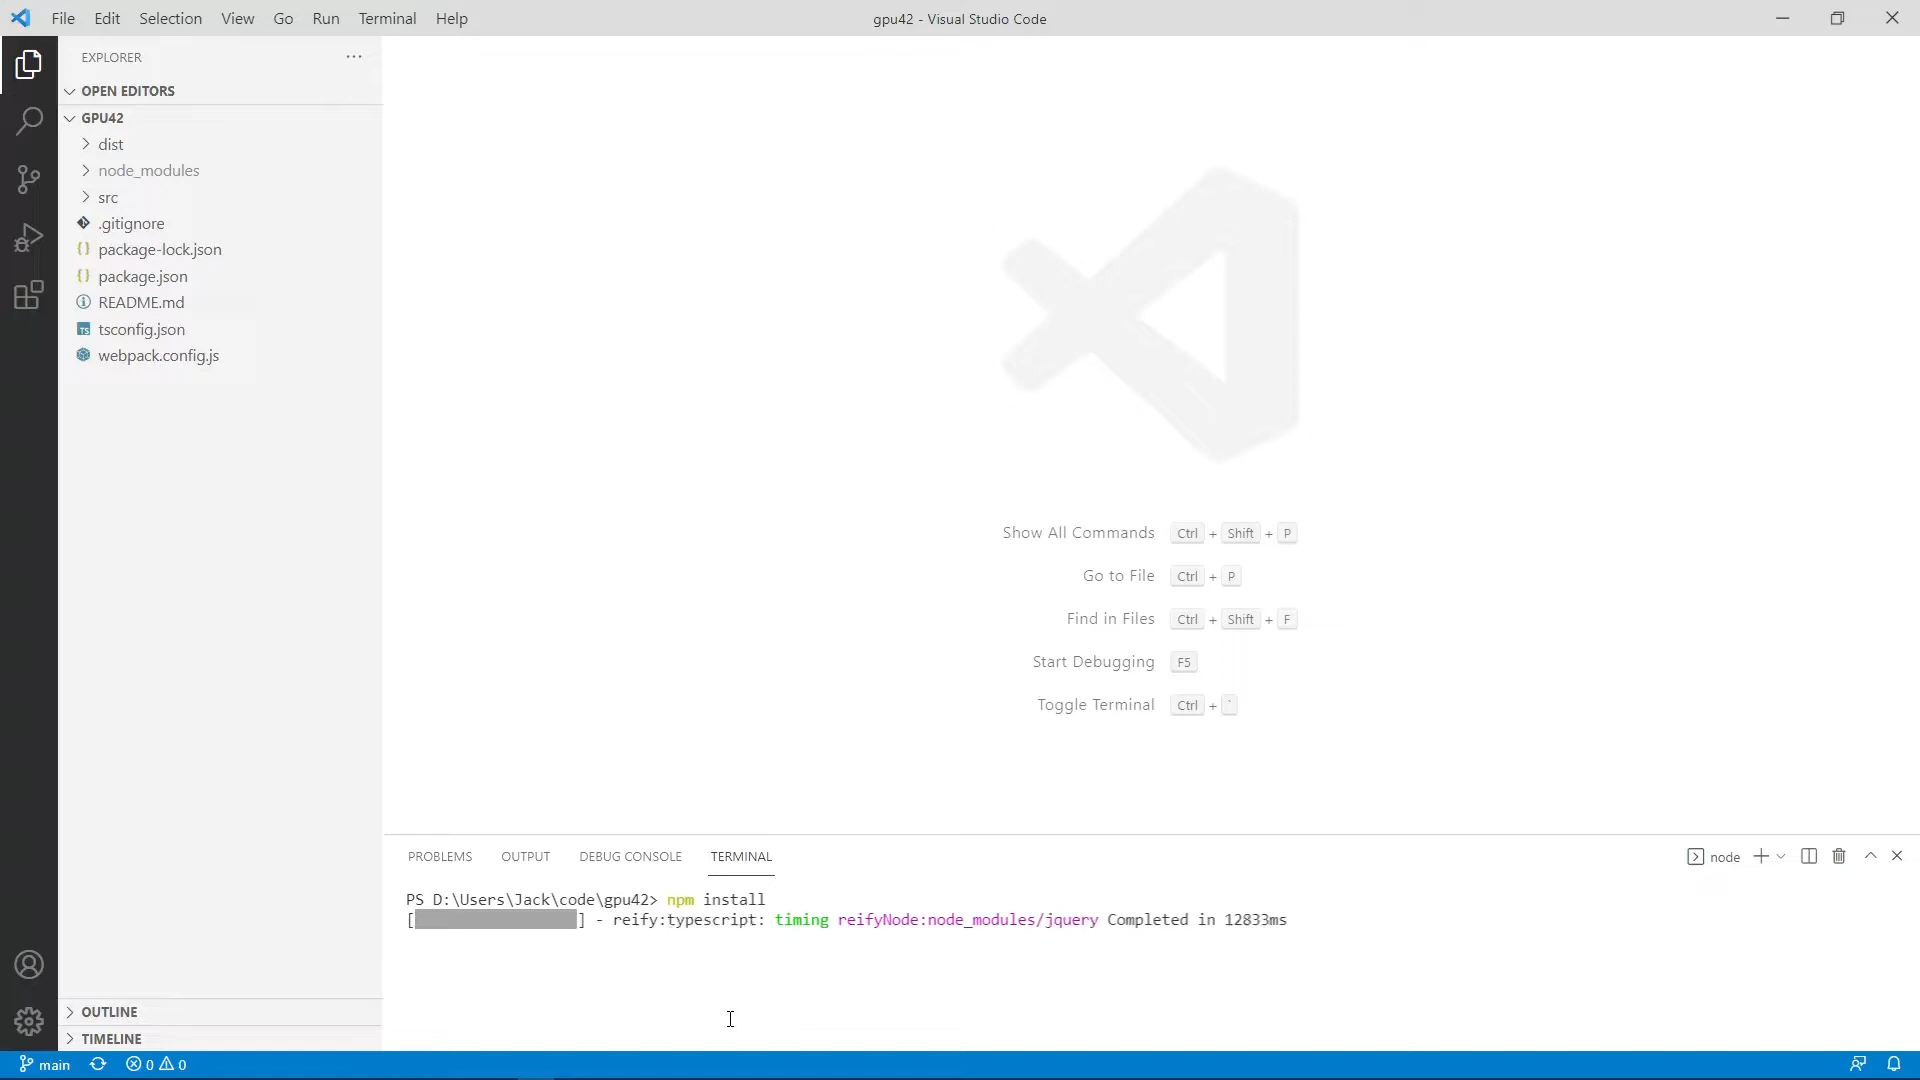 File Edit Selection View Go Run Terminal Help
gpu42 - Visual Studio Code
EXPLORER
OPEN EDITORS
GPU42
dist
node_modules
src
.gitignore
package-lock.json
package.json
README.md
tsconfig.json
webpack.config.js
Show All Commands Ctrl + Shift + P
Go to File Ctrl + P
Find in Files Ctrl + Shift + F
Start Debugging F5
Toggle Terminal Ctrl + `
PROBLEMS OUTPUT DEBUG CONSOLE TERMINAL
node
PS D:\Users\Jack\code\gpu42> npm install
[                  ] - reify:typescript: timing reifyNode:node_modules/jquery Completed in 12833ms
OUTLINE
TIMELINE
main 0 0